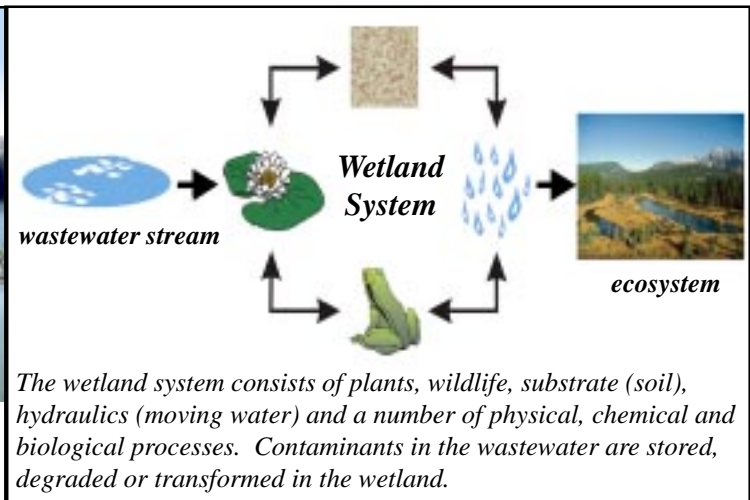 Wetland
System
wastewater stream
ecosystem
The wetland system consists of plants, wildlife, substrate (soil),
hydraulics (moving water) and a number of physical, chemical and
biological processes.  Contaminants in the wastewater are stored,
degraded or transformed in the wetland.